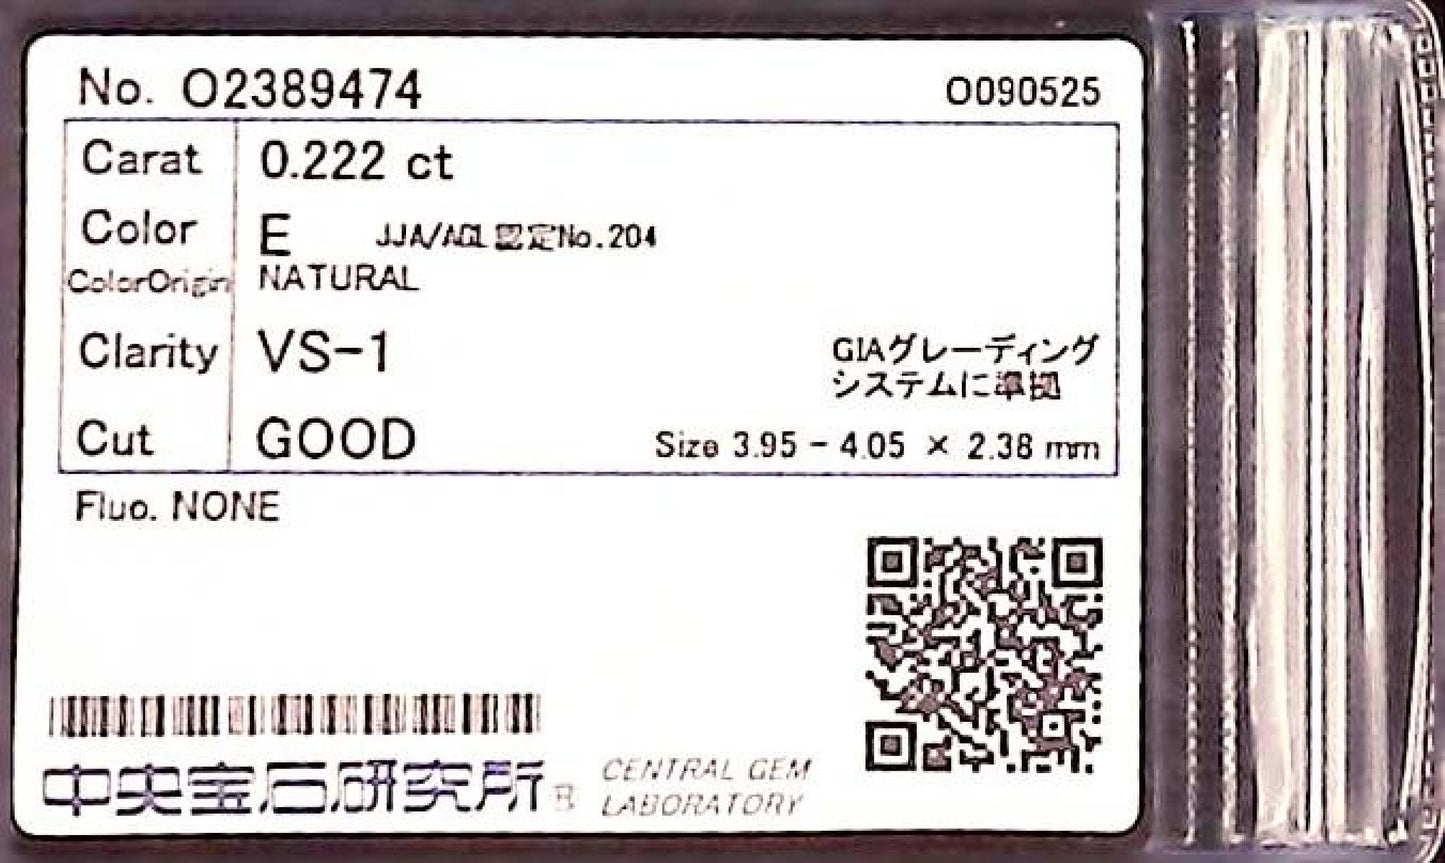 No. O2389474 O090525
Carat 0.222 ct
Color E JJA/AGL認定No.204
ColorOrigin NATURAL
Clarity VS-1 GIAグレーディング
システムに準拠
Cut GOOD Size 3.95 - 4.05 × 2.38 mm
Fluo. NONE
中央宝石研究所® CENTRAL GEM
LABORATORY